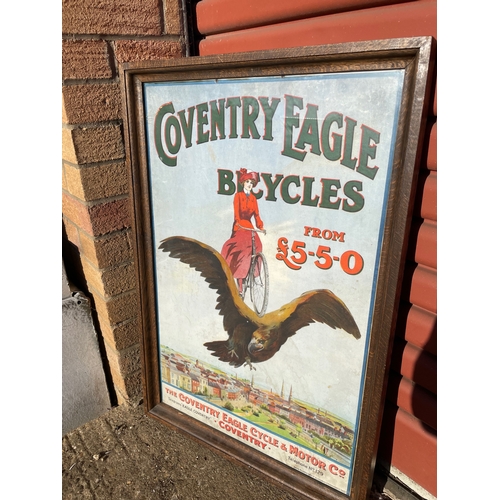 COVENTRY EAGLE
BICYCLES
FROM
£5-5-0
THE COVENTRY EAGLE CYCLE & MOTOR CO
COVENTRY.